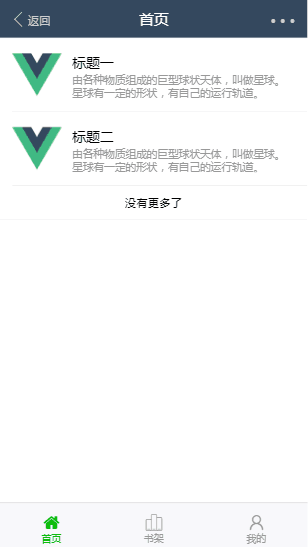 返回
首页
标题一
由各种物质组成的巨型球状天体，叫做星球。
星球有一定的形状，有自己的运行轨道。
标题二
由各种物质组成的巨型球状天体，叫做星球。
星球有一定的形状，有自己的运行轨道。
没有更多了
首页
书架
我的